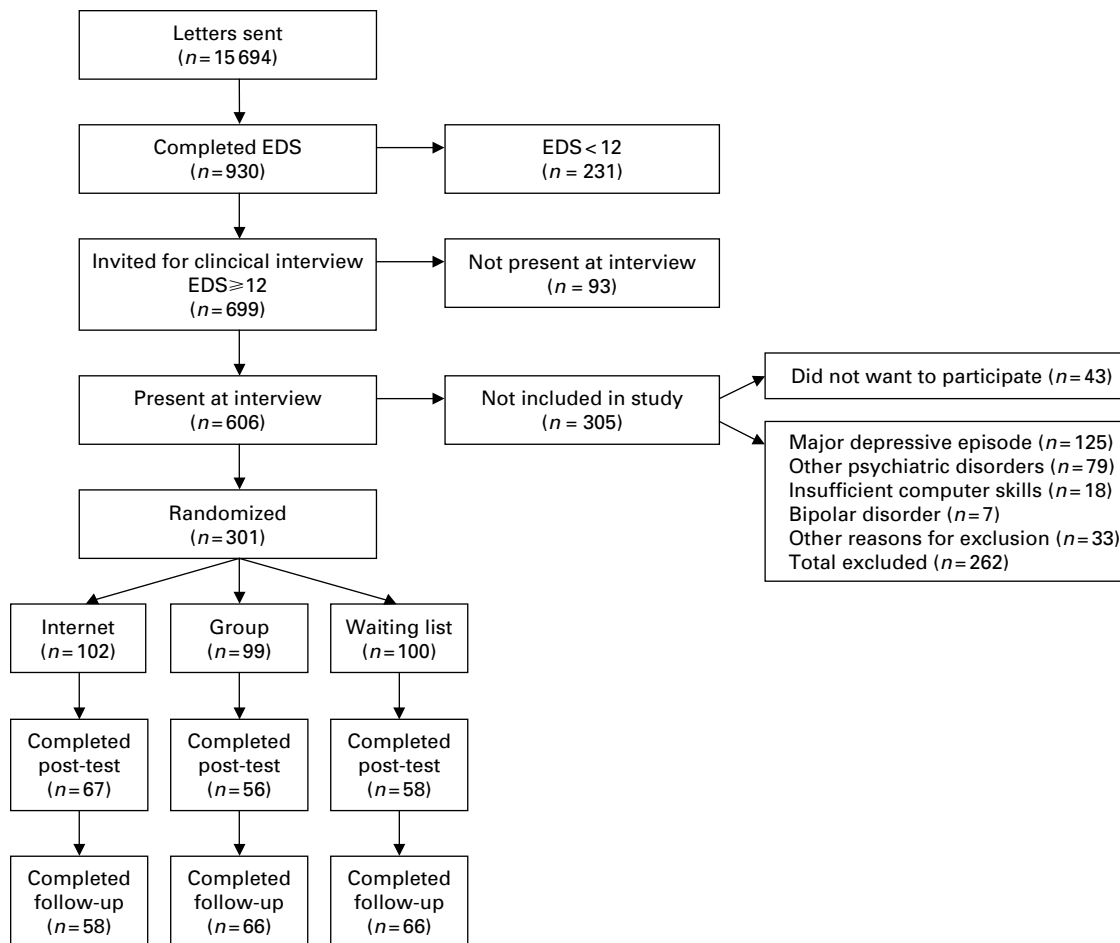 Letters sent
(n=15 694)
Completed EDS
(n=930)
EDS<12
(n = 231)
Invited for clincical interview
EDS⩾12
(n=699)
Not present at interview
(n = 93)
Present at interview
(n=606)
Not included in study
(n = 305)
Did not want to participate (n=43)
Major depressive episode (n=125)
Other psychiatric disorders (n=79)
Insufficient computer skills (n=18)
Bipolar disorder (n=7)
Other reasons for exclusion (n=33)
Total excluded (n=262)
Randomized
(n=301)
Internet
(n=102)
Group
(n=99)
Waiting list
(n=100)
Completed
post-test
(n=67)
Completed
post-test
(n=56)
Completed
post-test
(n=58)
Completed
follow-up
(n=58)
Completed
follow-up
(n=66)
Completed
follow-up
(n=66)